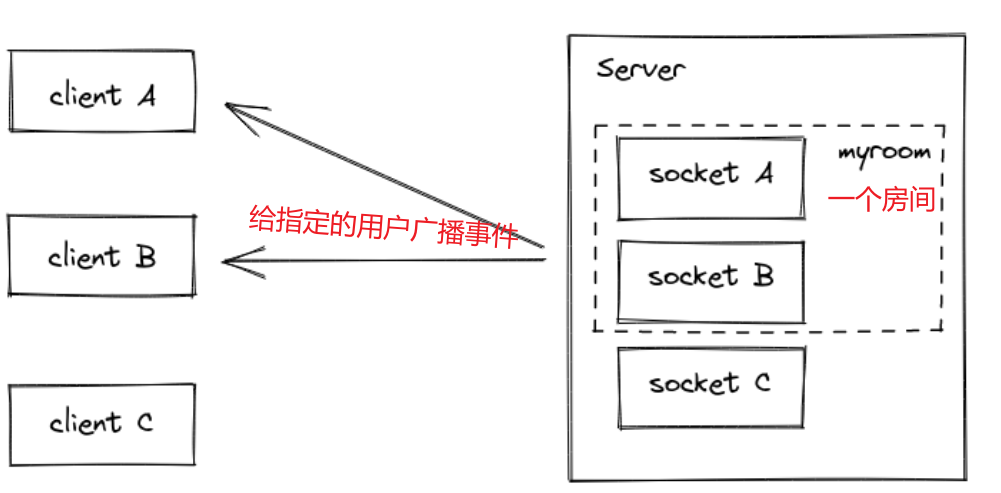 client A
client B
client C
给指定的用户广播事件
Server
myroom
一个房间
socket A
socket B
socket C